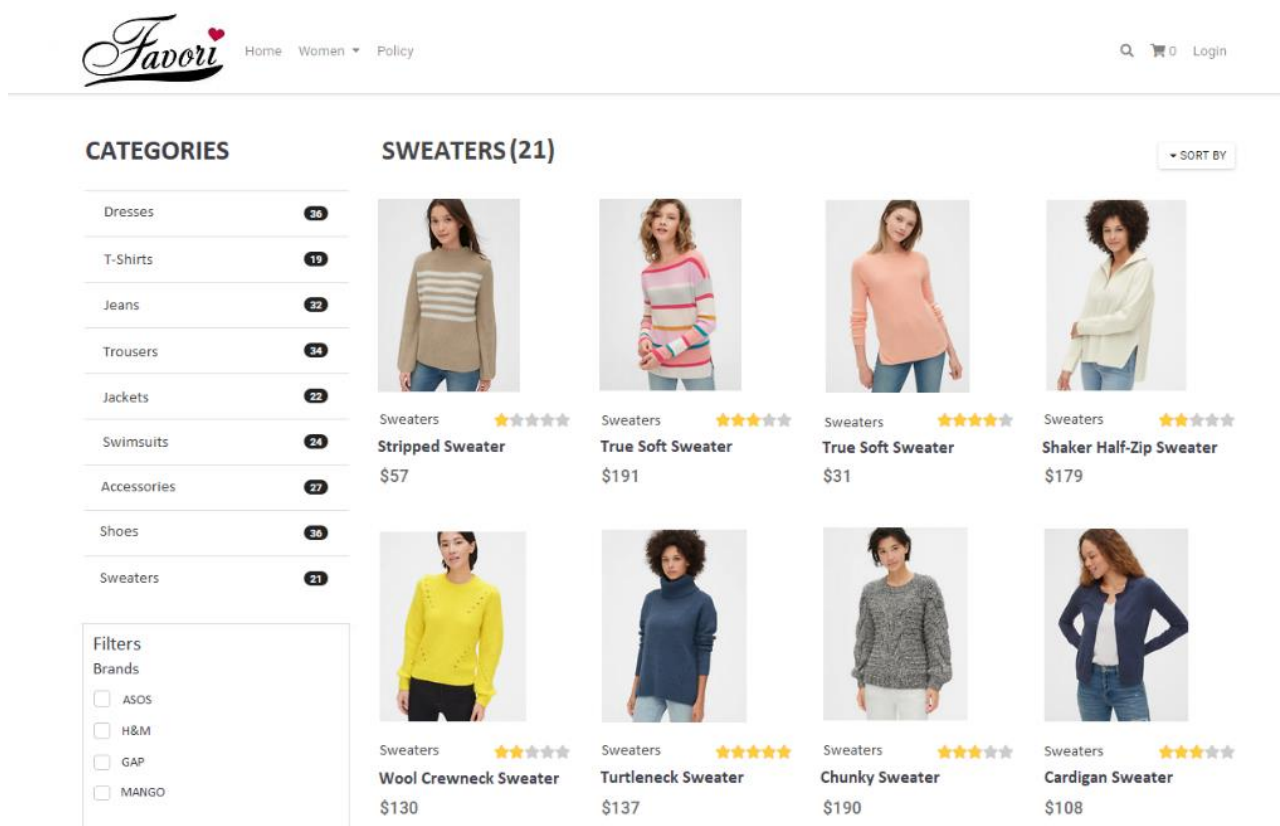 Favori
Home Women Policy
0 Login
CATEGORIES
Dresses 36
T-Shirts 19
Jeans 32
Trousers 34
Jackets 22
Swimsuits 24
Accessories 27
Shoes 36
Sweaters 21
Filters
Brands
ASOS
H&M
GAP
MANGO
SWEATERS (21)
SORT BY
Sweaters
Stripped Sweater
$57
Sweaters
True Soft Sweater
$191
Sweaters
True Soft Sweater
$31
Sweaters
Shaker Half-Zip Sweater
$179
Sweaters
Wool Crewneck Sweater
$130
Sweaters
Turtleneck Sweater
$137
Sweaters
Chunky Sweater
$190
Sweaters
Cardigan Sweater
$108